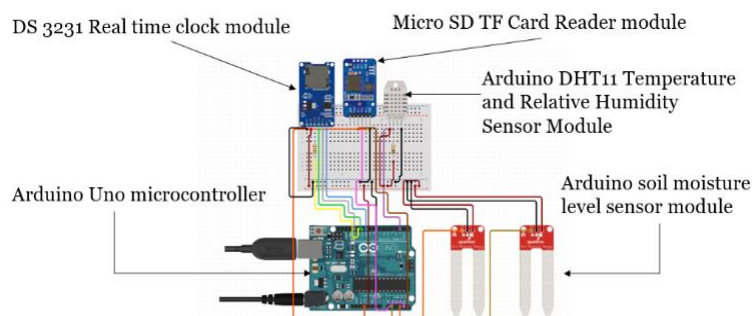 DS 3231 Real time clock module
Micro SD TF Card Reader module
Arduino DHT11 Temperature
and Relative Humidity
Sensor Module
Arduino Uno microcontroller
Arduino soil moisture
level sensor module